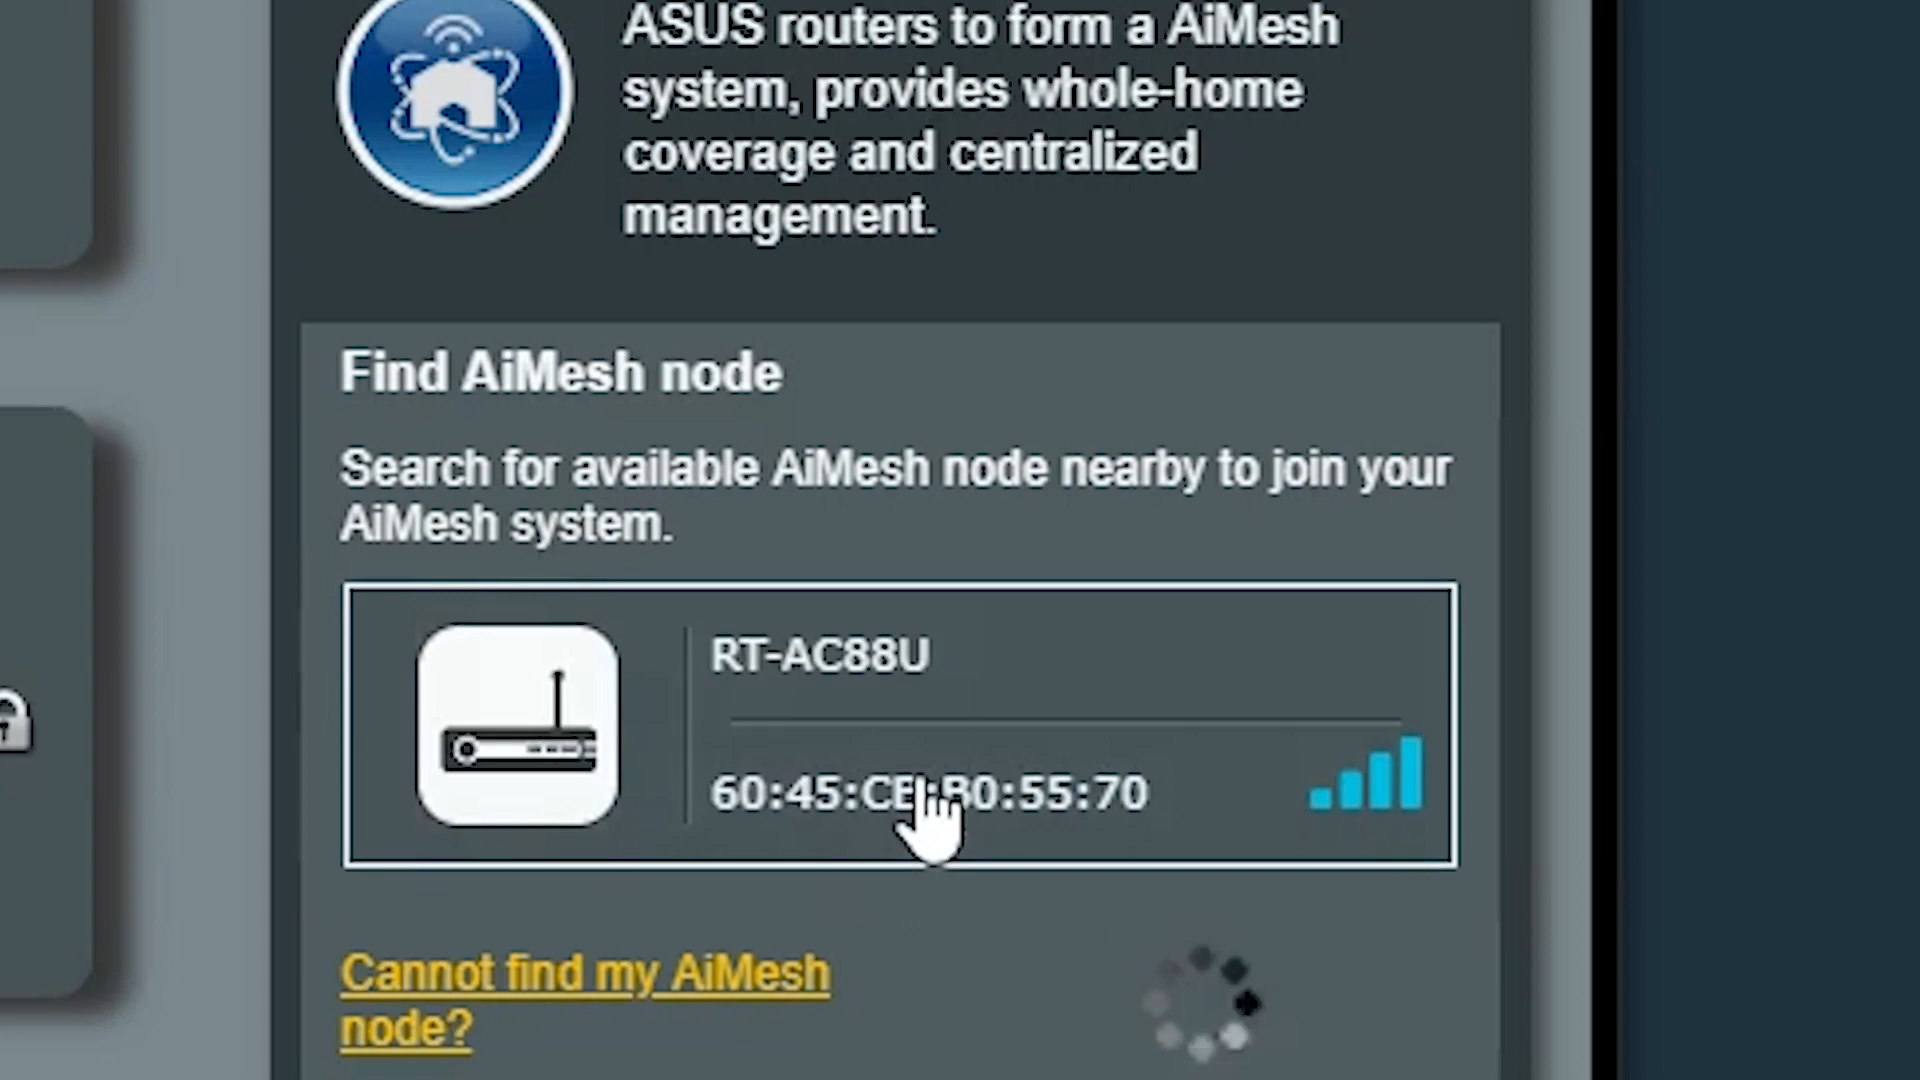 ASUS routers to form a AiMesh
system, provides whole-home
coverage and centralized
management.
Find AiMesh node
Search for available AiMesh node nearby to join your
AiMesh system.
RT-AC88U
60:45:CE:B0:55:70
Cannot find my AiMesh
node?